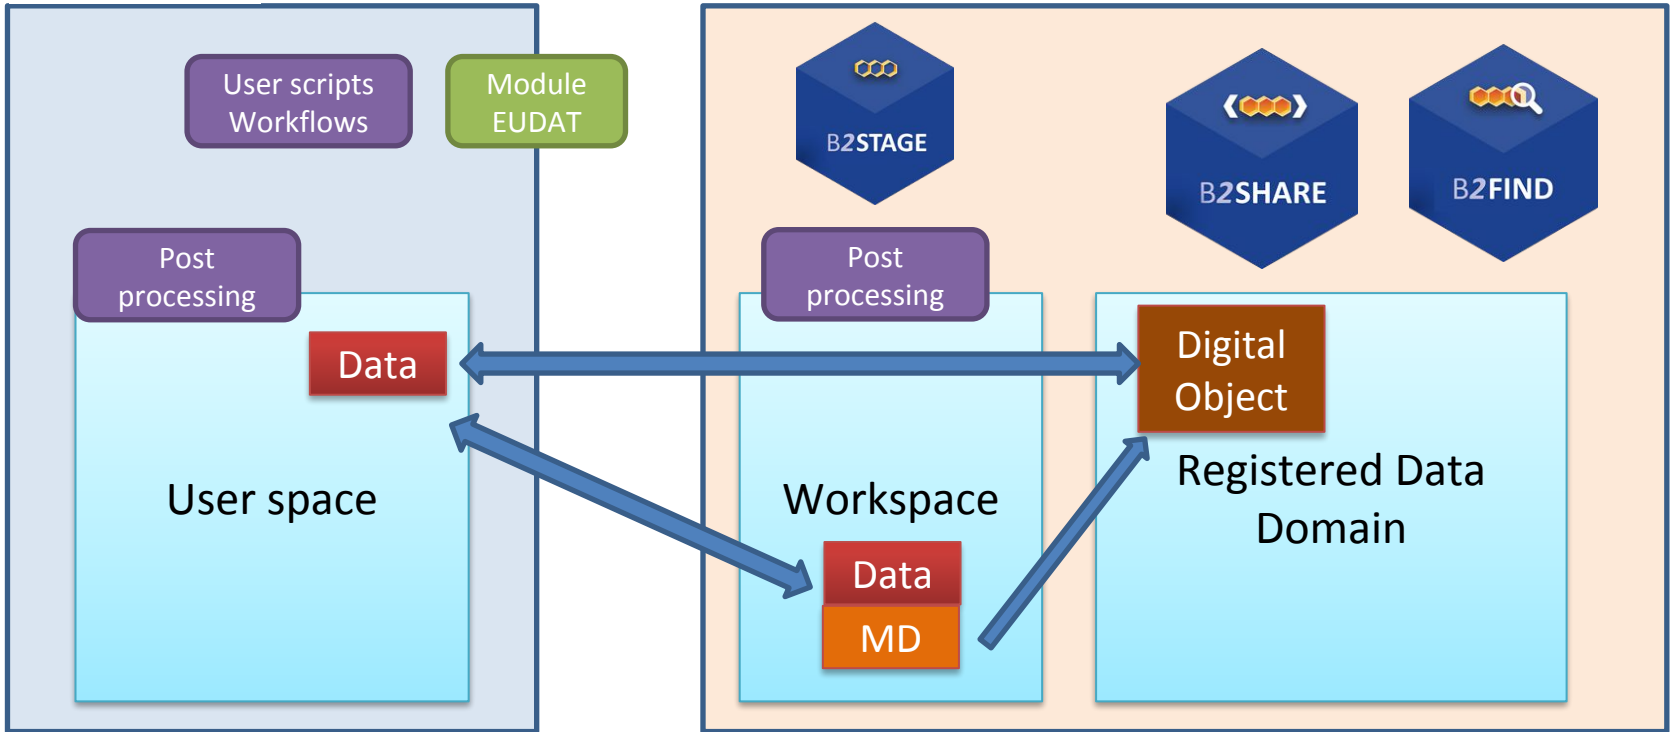 User scripts
Workflows
Module
EUDAT
B2STAGE
B2SHARE
B2FIND
Post
processing
Post
processing
Data
Digital
Object
User space
Workspace
Registered Data
Domain
Data
MD